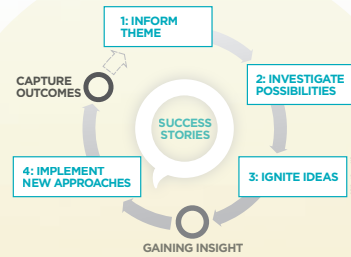 1: INFORM
THEME
2: INVESTIGATE
POSSIBILITIES
3: IGNITE IDEAS
GAINING INSIGHT
4: IMPLEMENT
NEW APPROACHES
CAPTURE
OUTCOMES
SUCCESS
STORIES